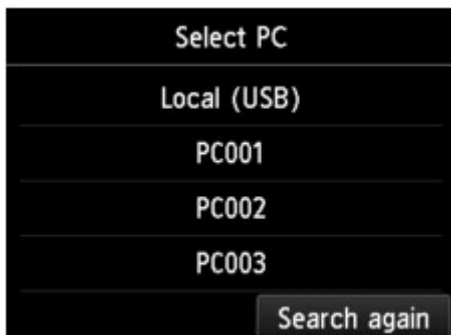 Select PC
Local (USB)
PC001
PC002
PC003
Search again